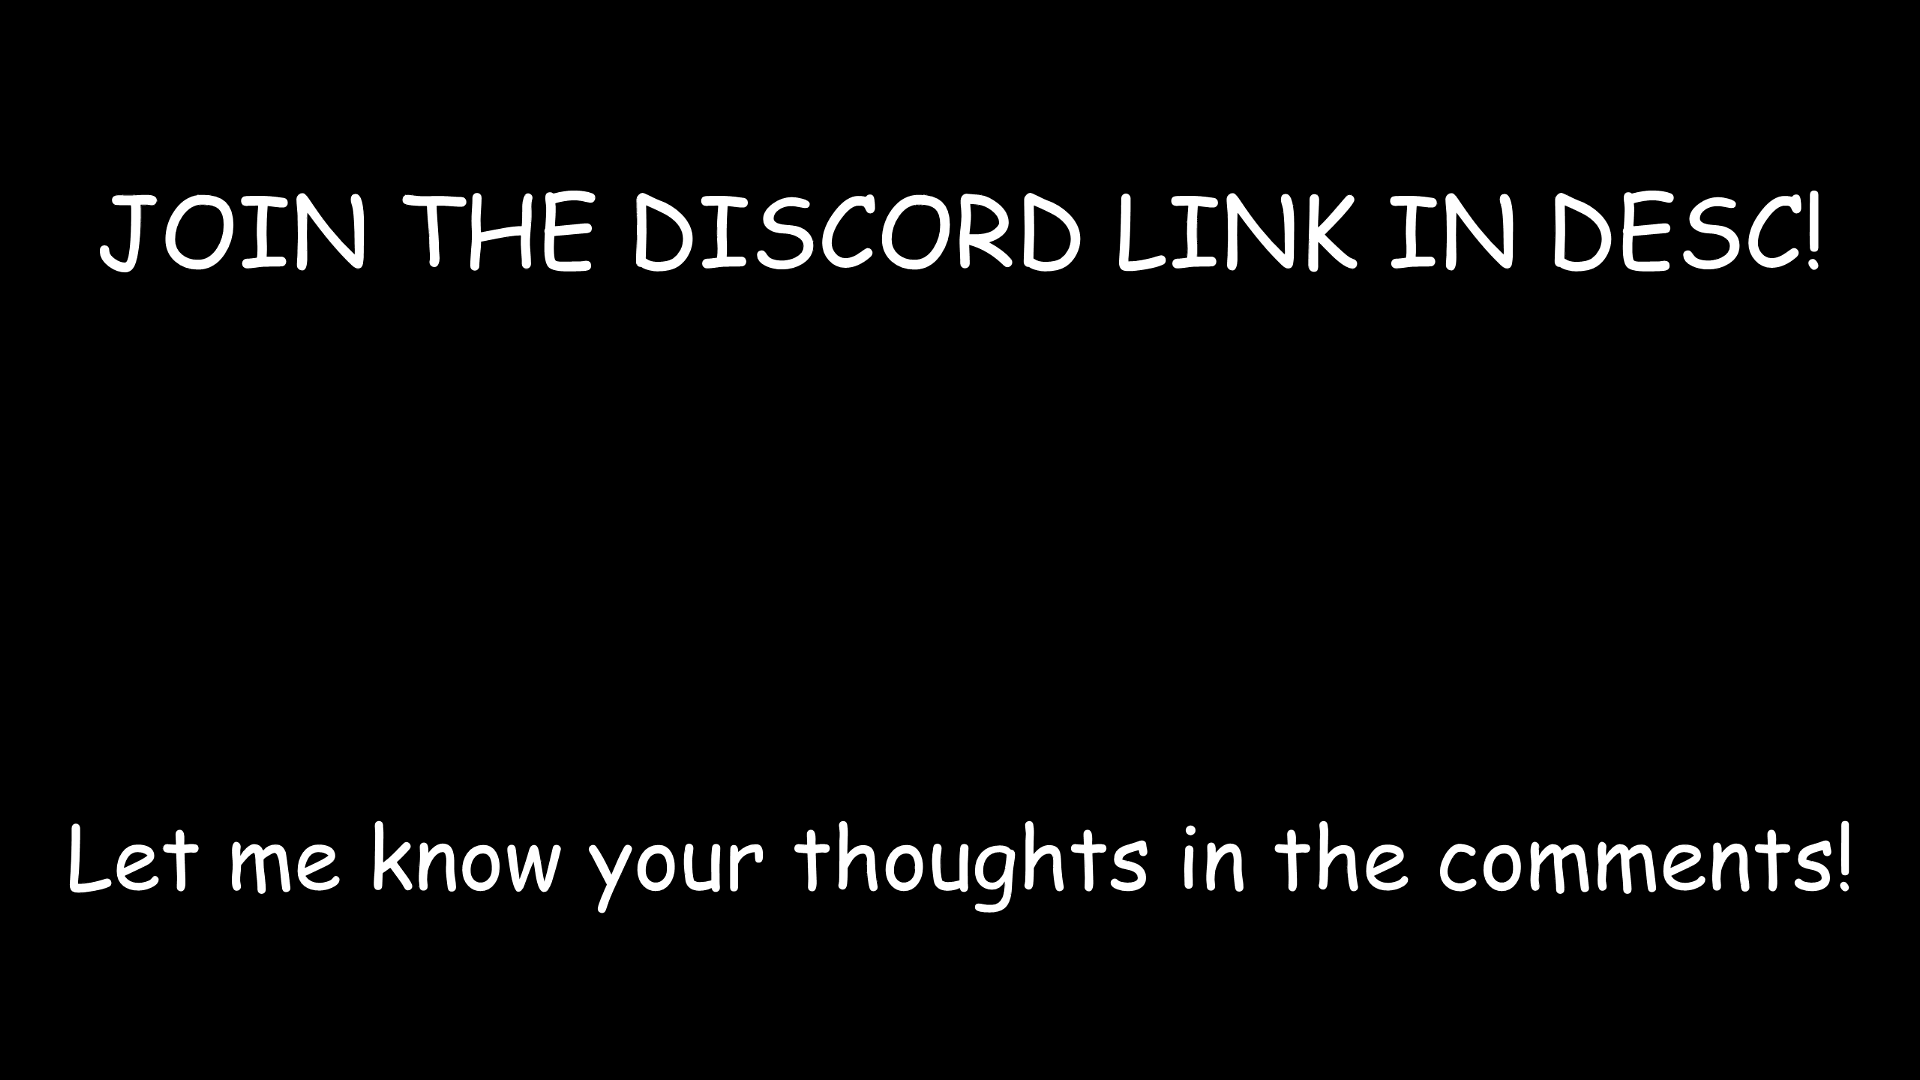 JOIN THE DISCORD LINK IN DESC!
Let me know your thoughts in the comments!